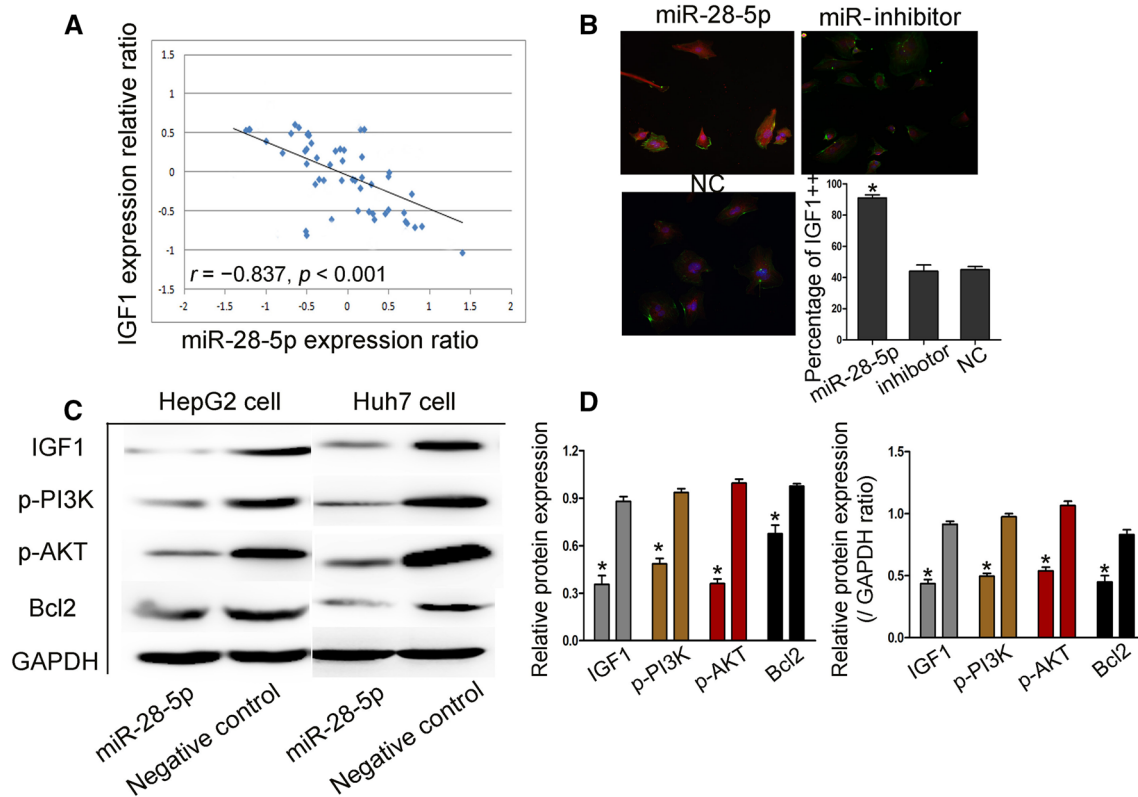 A
IGF1 expression relative ratio
1.5
1
0.5
0
-0.5
-1
-1.5
r = −0.837, p < 0.001
-2 -1.5 -1 -0.5 0 0.5 1 1.5 2
miR-28-5p expression ratio
B
miR-28-5p miR-inhibitor
NC
Percentage of IGF1++
100
80
60
40
20
0
*
miR-28-5p inhibotor NC
C
HepG2 cell Huh7 cell
IGF1
p-PI3K
p-AKT
Bcl2
GAPDH
miR-28-5p Negative control miR-28-5p Negative control
D
Relative protein expression
1.2
0.9
0.6
0.3
0.0
* * * *
IGF1 p-PI3K p-AKT Bcl2
Relative protein expression
(/ GAPDH ratio)
1.5
1.0
0.5
0.0
* * * *
IGF1 p-PI3K p-AKT Bcl2